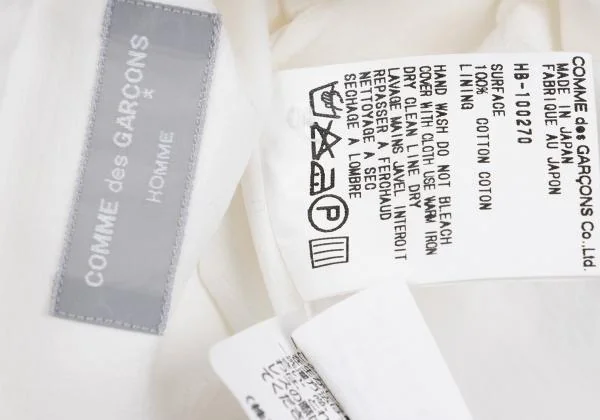 COMME des GARÇONS
HOMME
COMME des GARÇONS Co.,Ltd.
MADE IN JAPAN
FABRIQUE AU JAPON
HB-100270
SURFACE
100% COTTON COTON
LINING
HAND WASH DO NOT BLEACH
COVER WITH CLOTH USE WARM IRON
DRY CLEAN LINE DRY
LAVAGE MAINS JAVEL INTERDIT
REPASSER A FERCHAUD
NETTOYAGE A SEC
SECHAGE A LOMBRE
P